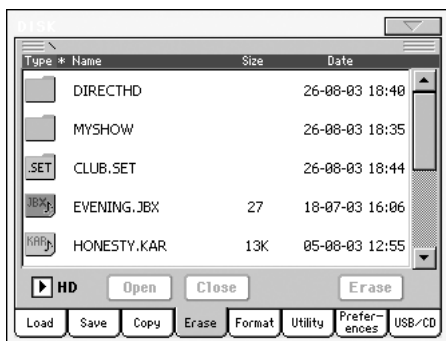 DISK
Type * Name Size Date
DIRECTHD 26-08-03 18:40
MYSHOW 26-08-03 18:35
.SET CLUB.SET 26-08-03 18:44
JBX EVENING.JBX 27 18-07-03 16:06
KAR HONESTY.KAR 13K 05-08-03 12:55
HD Open Close Erase
Load Save Copy Erase Format Utility Prefer-ences USB/CD